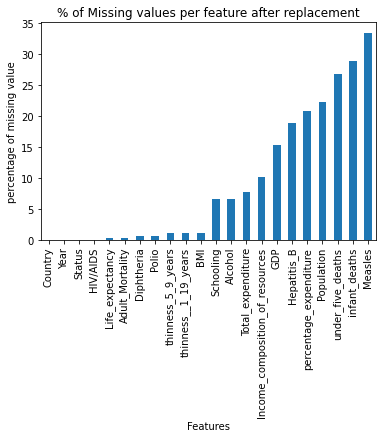 % of Missing values per feature after replacement
percentage of missing value
35
30
25
20
15
10
5
0
Country
Year
Status
HIV/AIDS
Life_expectancy
Adult_Mortality
Diphtheria
Polio
thinness_5_9_years
thinness__1_19_years
BMI
Schooling
Alcohol
Total_expenditure
Income_composition_of_resources
GDP
Hepatitis_B
percentage_expenditure
Population
under_five_deaths
infant_deaths
Measles
Features